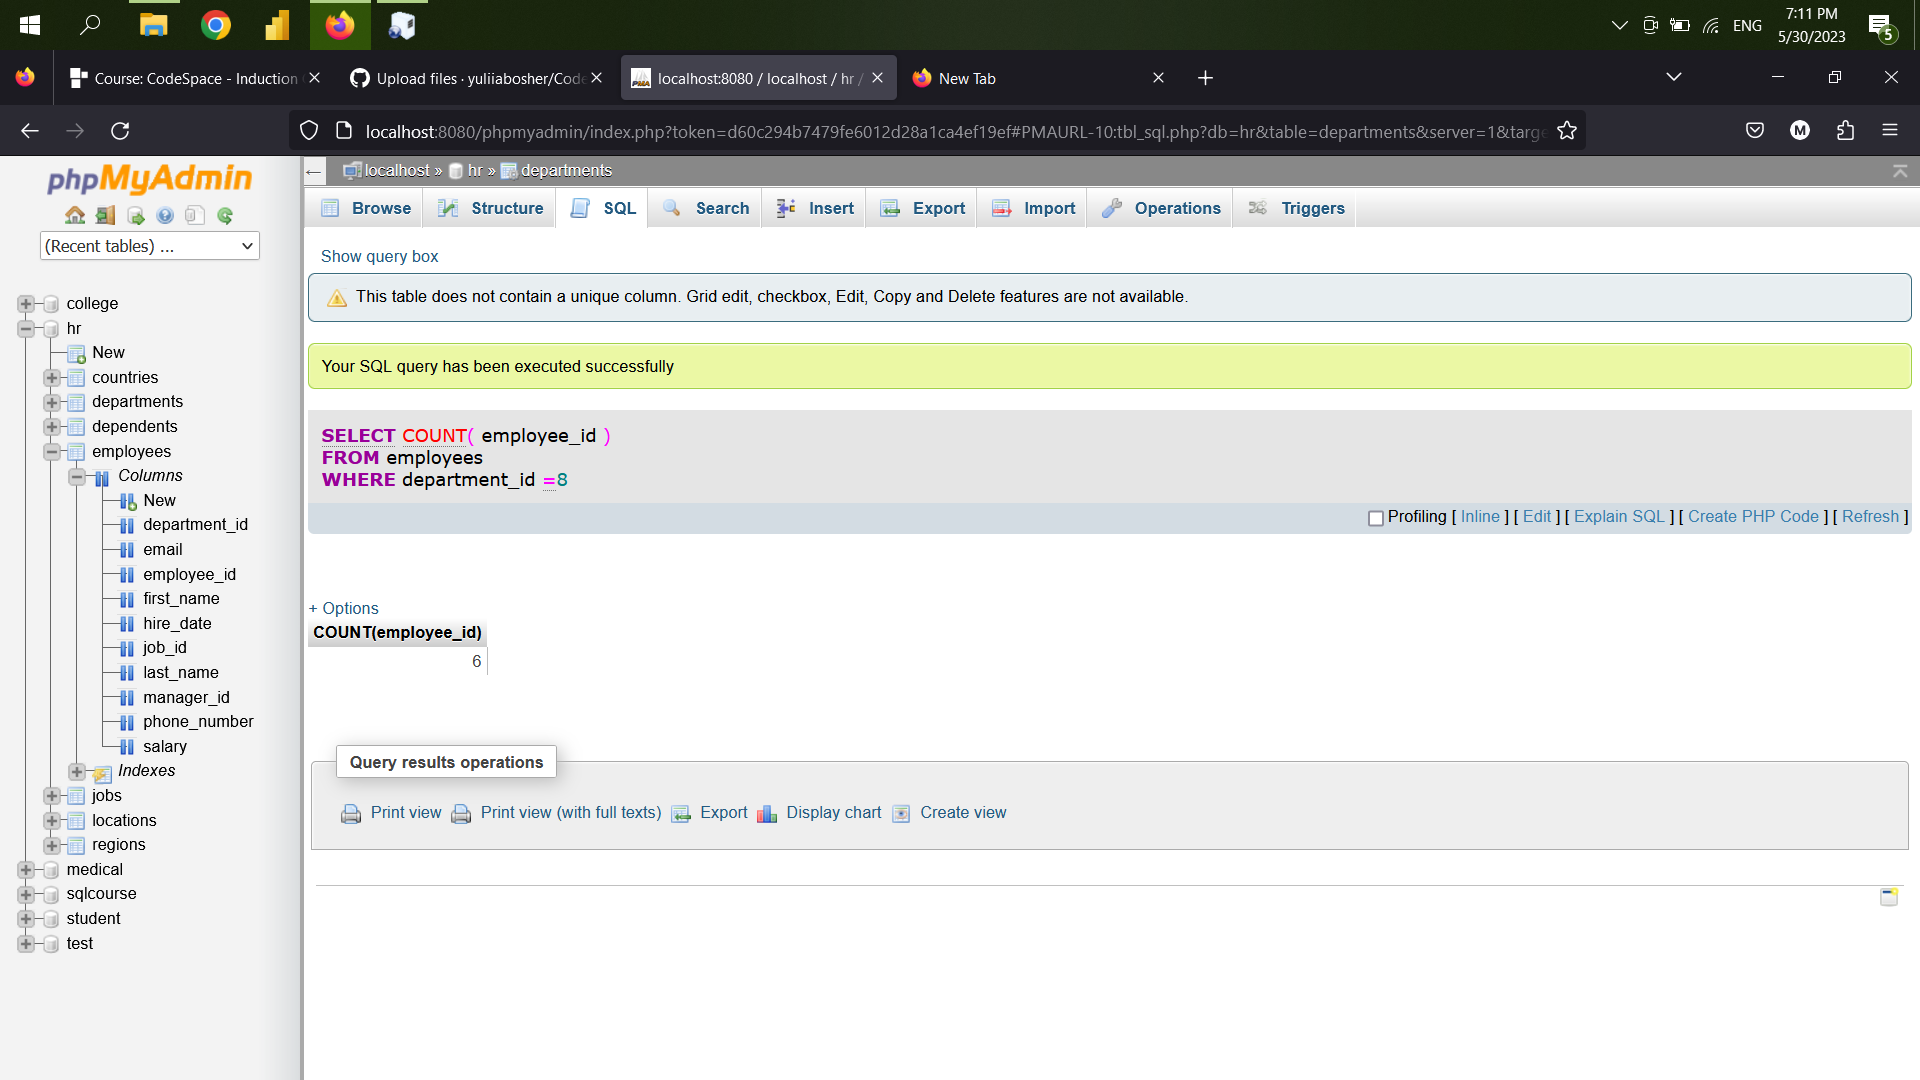 ENG
7:11 PM
5/30/2023
5
Course: CodeSpace - Induction
Upload files · yuliiabosher/Code
localhost:8080 / localhost / hr /
New Tab
localhost:8080/phpmyadmin/index.php?token=d60c294b7479fe6012d28a1ca4ef19ef#PMAURL-10:tbl_sql.php?db=hr&table=departments&server=1&targe
M
phpMyAdmin
(Recent tables) ...
college
hr
New
countries
departments
dependents
employees
Columns
New
department_id
email
employee_id
first_name
hire_date
job_id
last_name
manager_id
phone_number
salary
Indexes
jobs
locations
regions
medical
sqlcourse
student
test
localhost » hr » departments
Browse Structure SQL Search Insert Export Import Operations Triggers
Show query box
This table does not contain a unique column. Grid edit, checkbox, Edit, Copy and Delete features are not available.
Your SQL query has been executed successfully
SELECT COUNT( employee_id )
FROM employees
WHERE department_id =8
Profiling [ Inline ] [ Edit ] [ Explain SQL ] [ Create PHP Code ] [ Refresh ]
+ Options
COUNT(employee_id)
6
Query results operations
Print view Print view (with full texts) Export Display chart Create view